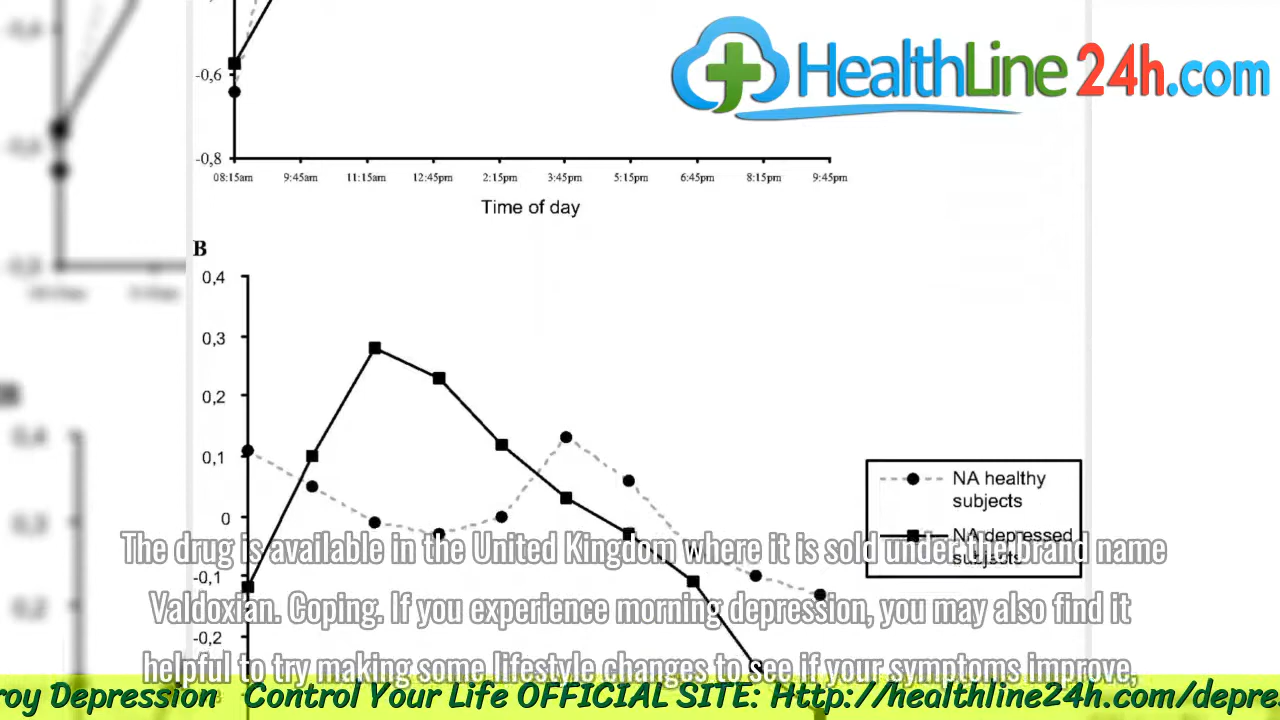 HealthLine 24h.com
-0,6
-0,8
08:15am 9:45am 11:15am 12:45pm 2:15pm 3:45pm 5:15pm 6:45pm 8:15pm 9:45pm
Time of day
B
0,4
0,3
0,2
0,1
0
-0,1
-0,2
NA healthy
subjects
NA depressed
subjects
The drug is available in the United Kingdom where it is sold under the brand name
Valdoxian. Coping. If you experience morning depression, you may also find it
helpful to try making some lifestyle changes to see if your symptoms improve,
roy Depression Control Your Life OFFICIAL SITE: Http://healthline24h.com/depre